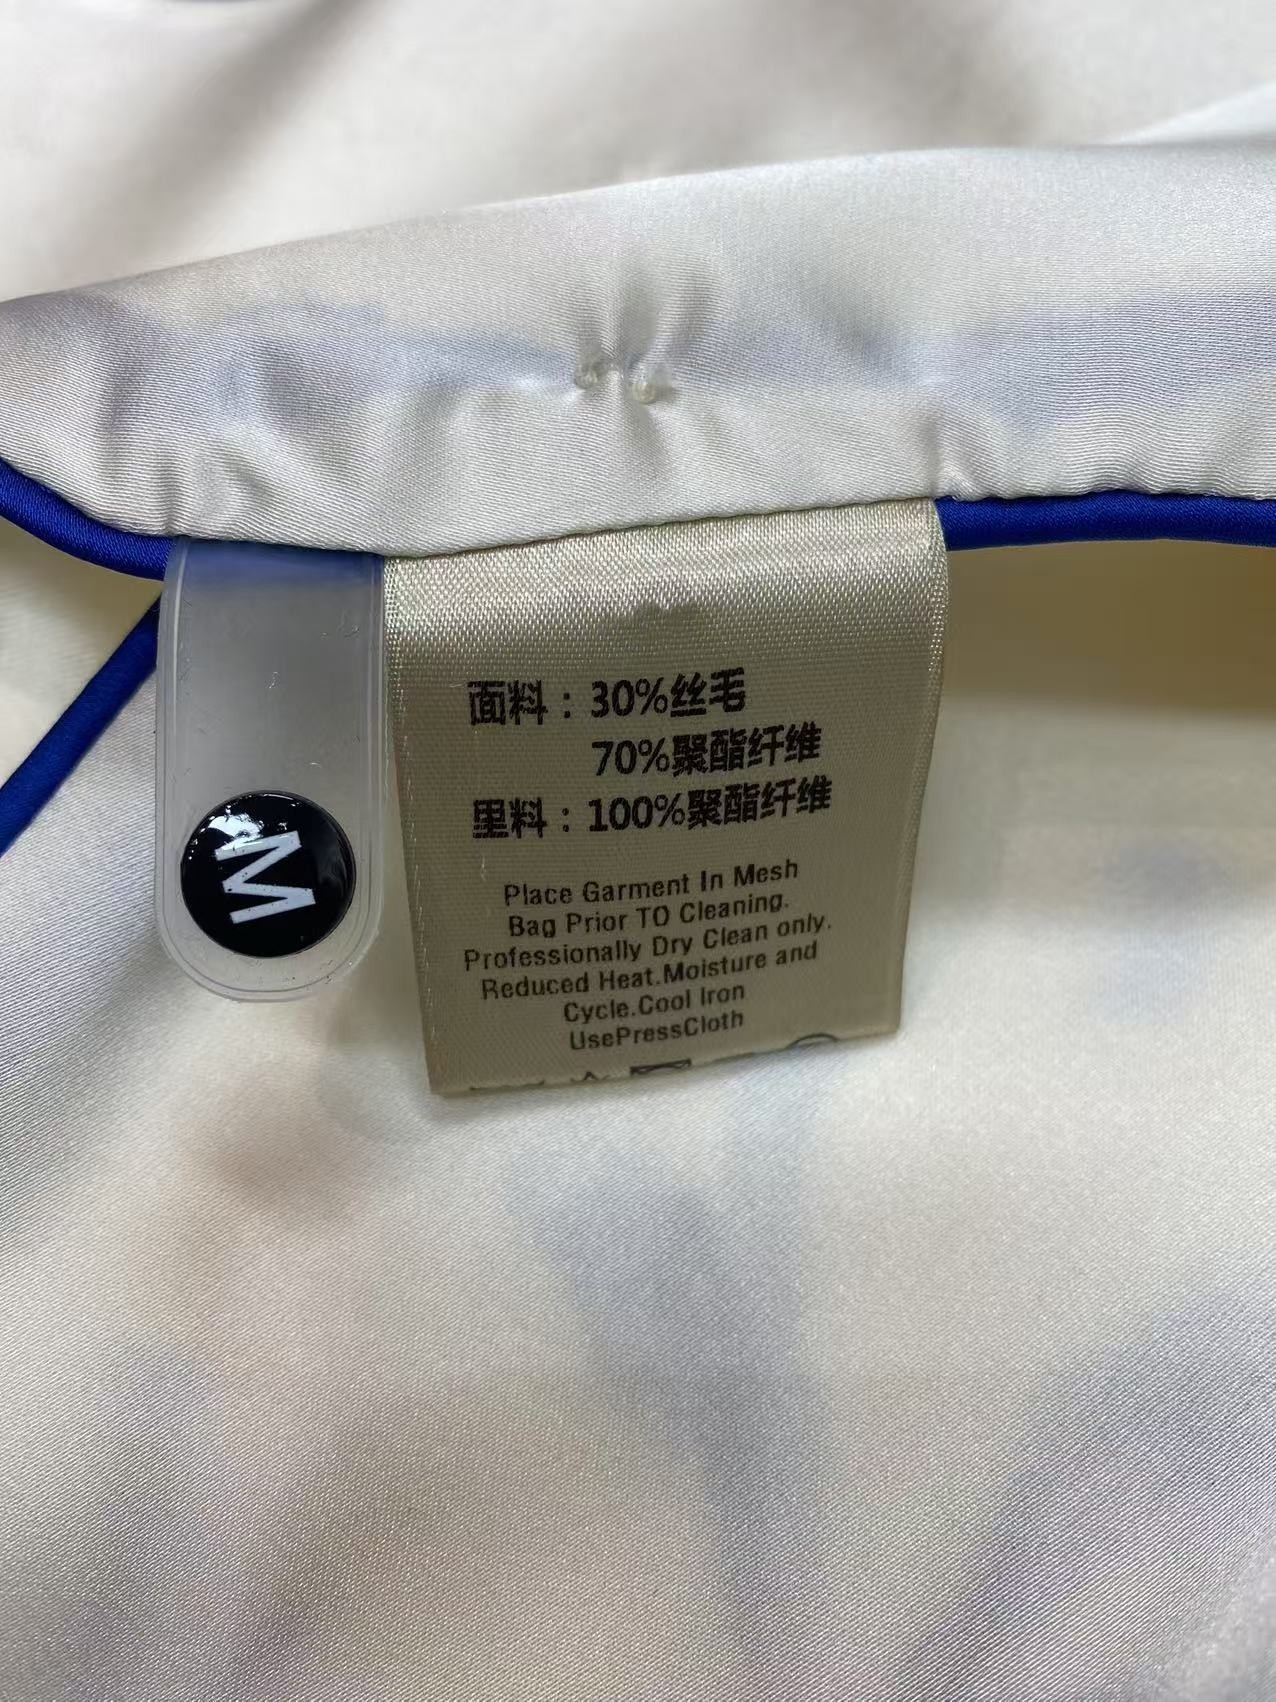 面料：30%丝毛
70%聚酯纤维
里料：100%聚酯纤维
Place Garment In Mesh
Bag Prior TO Cleaning.
Professionally Dry Clean only.
Reduced Heat.Moisture and
Cycle.Cool Iron
UsePressCloth
M